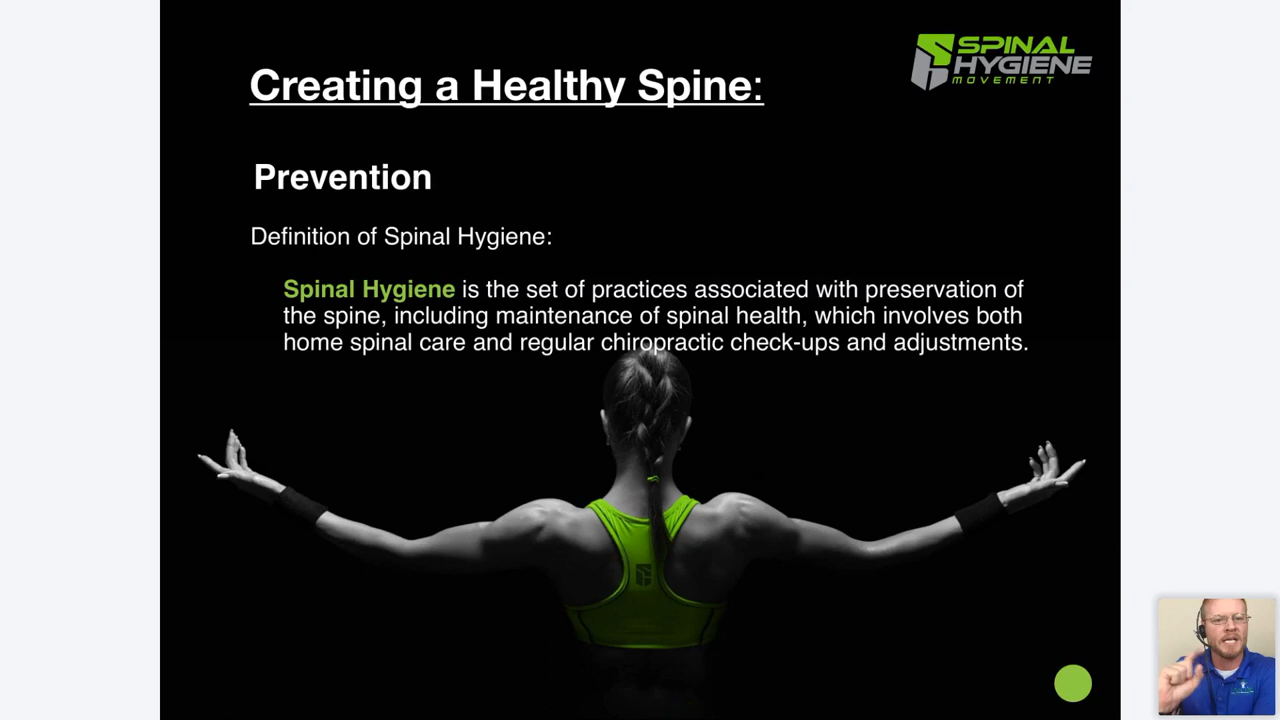 SPINAL
HYGIENE
MOVEMENT
Creating a Healthy Spine:
Prevention
Definition of Spinal Hygiene:
Spinal Hygiene is the set of practices associated with preservation of
the spine, including maintenance of spinal health, which involves both
home spinal care and regular chiropractic check-ups and adjustments.